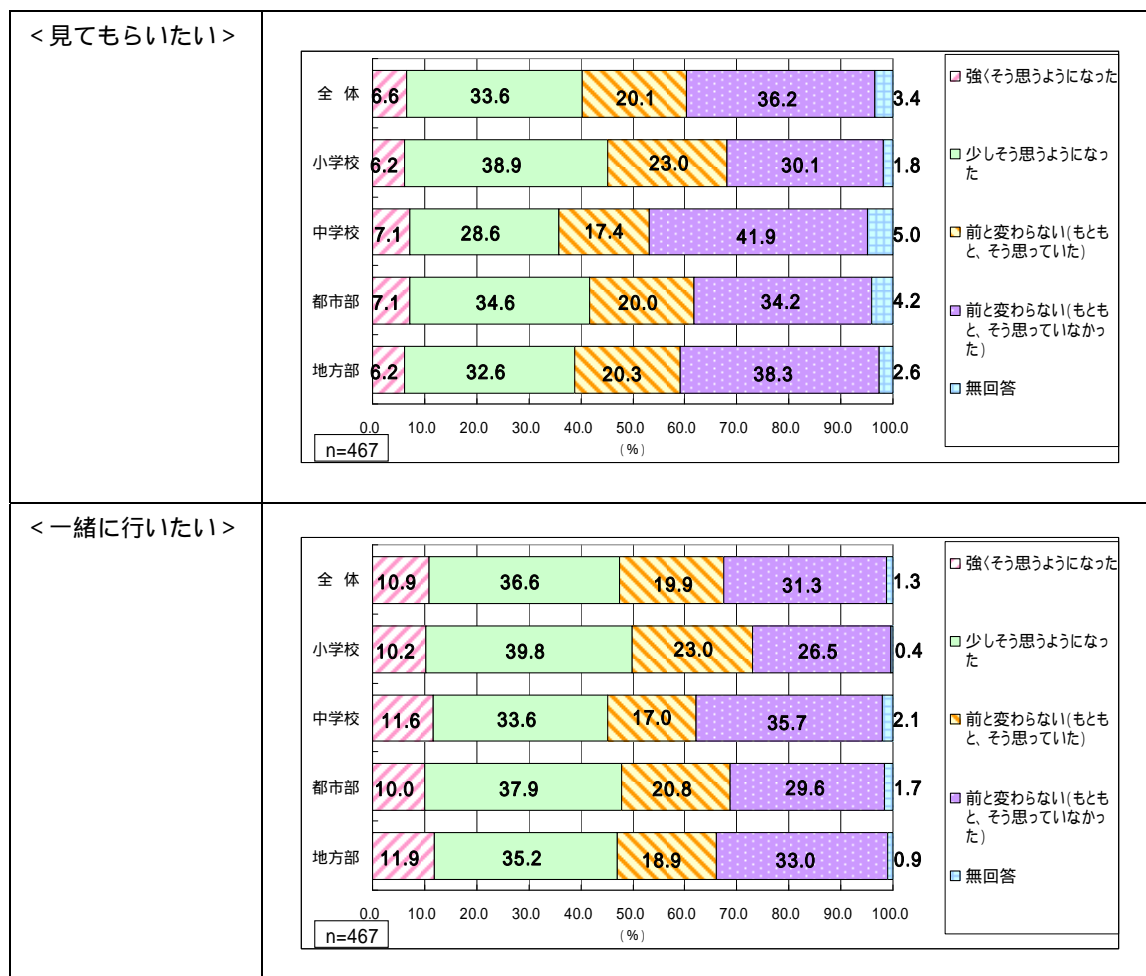 <見てもらいたい>
全 体 6.6 33.6 20.1 36.2 3.4
小学校 6.2 38.9 23.0 30.1 1.8
中学校 7.1 28.6 17.4 41.9 5.0
都市部 7.1 34.6 20.0 34.2 4.2
地方部 6.2 32.6 20.3 38.3 2.6
0.0 10.0 20.0 30.0 40.0 50.0 60.0 70.0 80.0 90.0 100.0
(%)
n=467
強くそう思うようになった
少しそう思うようになっ
た
前と変わらない(もとも
と、そう思っていた)
前と変わらない(もとも
と、そう思っていなかっ
た)
無回答
<一緒に行いたい>
全 体 10.9 36.6 19.9 31.3 1.3
小学校 10.2 39.8 23.0 26.5 0.4
中学校 11.6 33.6 17.0 35.7 2.1
都市部 10.0 37.9 20.8 29.6 1.7
地方部 11.9 35.2 18.9 33.0 0.9
0.0 10.0 20.0 30.0 40.0 50.0 60.0 70.0 80.0 90.0 100.0
(%)
n=467
強くそう思うようになった
少しそう思うようになっ
た
前と変わらない(もとも
と、そう思っていた)
前と変わらない(もとも
と、そう思っていなかっ
た)
無回答